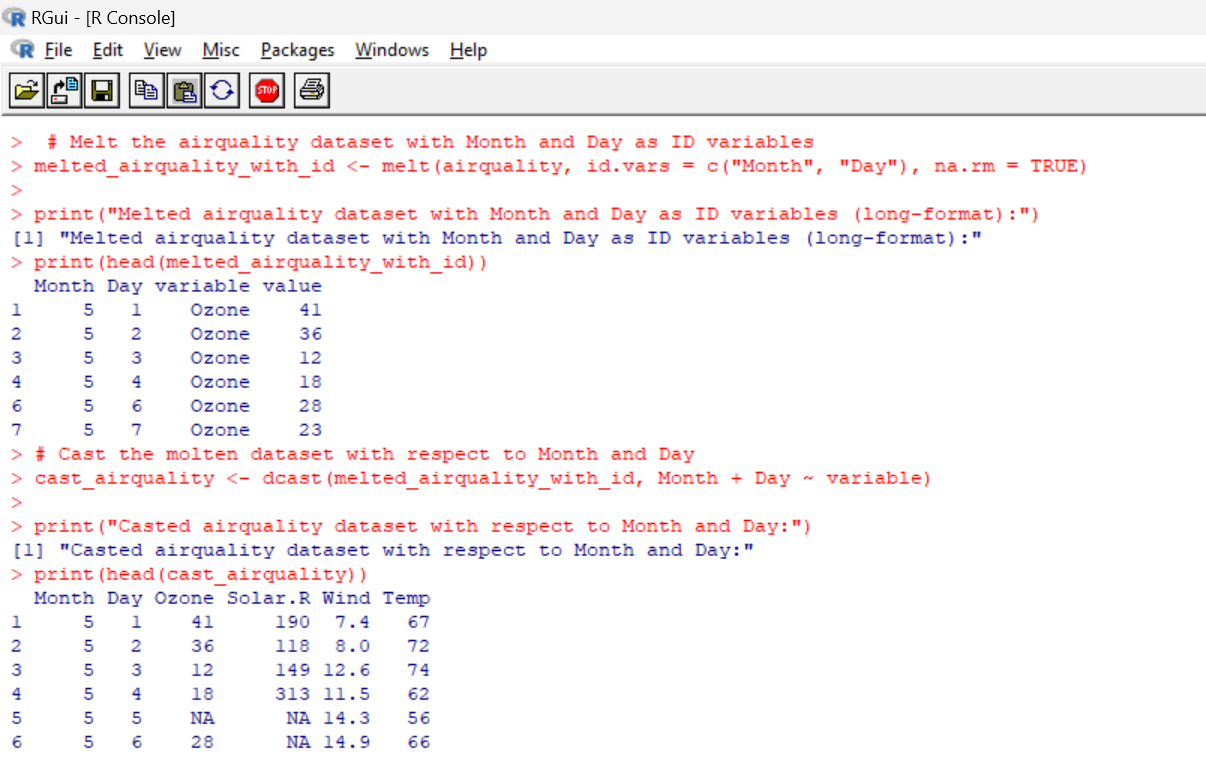 RGui - [R Console]
File Edit View Misc Packages Windows Help
STOP
>  # Melt the airquality dataset with Month and Day as ID variables
> melted_airquality_with_id <- melt(airquality, id.vars = c("Month", "Day"), na.rm = TRUE)
>
> print("Melted airquality dataset with Month and Day as ID variables (long-format):")
[1] "Melted airquality dataset with Month and Day as ID variables (long-format):"
> print(head(melted_airquality_with_id))
  Month Day variable value
1     5   1    Ozone    41
2     5   2    Ozone    36
3     5   3    Ozone    12
4     5   4    Ozone    18
6     5   6    Ozone    28
7     5   7    Ozone    23
> # Cast the molten dataset with respect to Month and Day
> cast_airquality <- dcast(melted_airquality_with_id, Month + Day ~ variable)
>
> print("Casted airquality dataset with respect to Month and Day:")
[1] "Casted airquality dataset with respect to Month and Day:"
> print(head(cast_airquality))
  Month Day Ozone Solar.R Wind Temp
1     5   1    41     190  7.4   67
2     5   2    36     118  8.0   72
3     5   3    12     149 12.6   74
4     5   4    18     313 11.5   62
5     5   5    NA      NA 14.3   56
6     5   6    28      NA 14.9   66